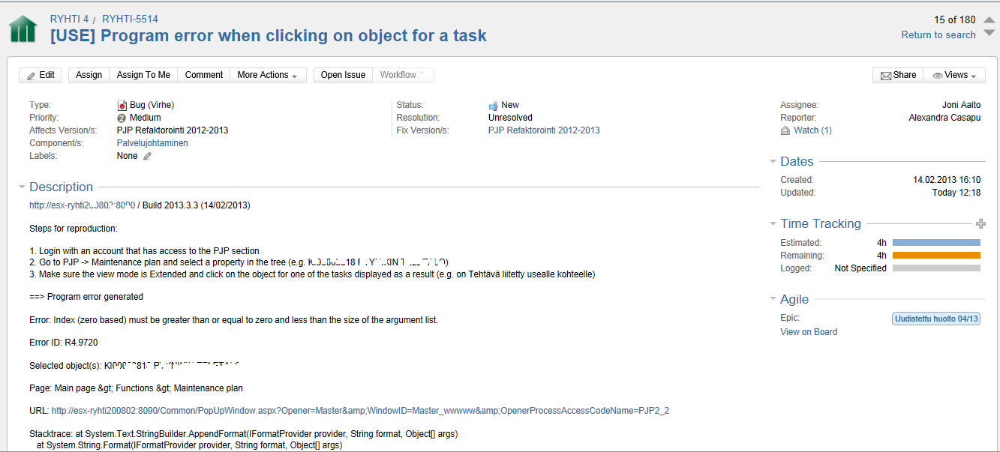 RYHTI 4 / RYHTI-5514
[USE] Program error when clicking on object for a task
15 of 180
Return to search
Edit Assign Assign To Me Comment More Actions Open Issue Workflow Share Views
Type: Bug (Virhe)
Priority: 2 Medium
Affects Version/s: PJP Refaktorointi 2012-2013
Component/s: Palvelujohtaminen
Labels: None
Status: New
Resolution: Unresolved
Fix Version/s: PJP Refaktorointi 2012-2013
Assignee: Joni Aalto
Reporter: Alexandra Casapu
Watch (1)
Dates
Created: 14.02.2013 16:10
Updated: Today 12:18
Time Tracking
Estimated: 4h
Remaining: 4h
Logged: Not Specified
Agile
Epic: Uudistettu huolto 04/13
View on Board
Description
/ Build 2013.3.3 (14/02/2013)
Steps for reproduction:
1. Login with an account that has access to the PJP section
2. Go to PJP -> Maintenance plan and select a property in the tree (e.g.
3. Make sure the view mode is Extended and click on the object for one of the tasks displayed as a result (e.g. on Tehtävä liitetty usealle kohteelle)
==> Program error generated
Error: Index (zero based) must be greater than or equal to zero and less than the size of the argument list.
Error ID: R4.9720
Selected object(s):
Page: Main page &gt; Functions &gt; Maintenance plan
URL: http://esx-ryhti200802:8090/Common/PopUpWindow.aspx?Opener=Master&amp;WindowID=Master_wwwww&amp;OpenerProcessAccessCodeName=PJP2_2
Stacktrace: at System.Text.StringBuilder.AppendFormat(IFormatProvider provider, String format, Object[] args)
at System.String.Format(IFormatProvider provider, String format, Object[] args)